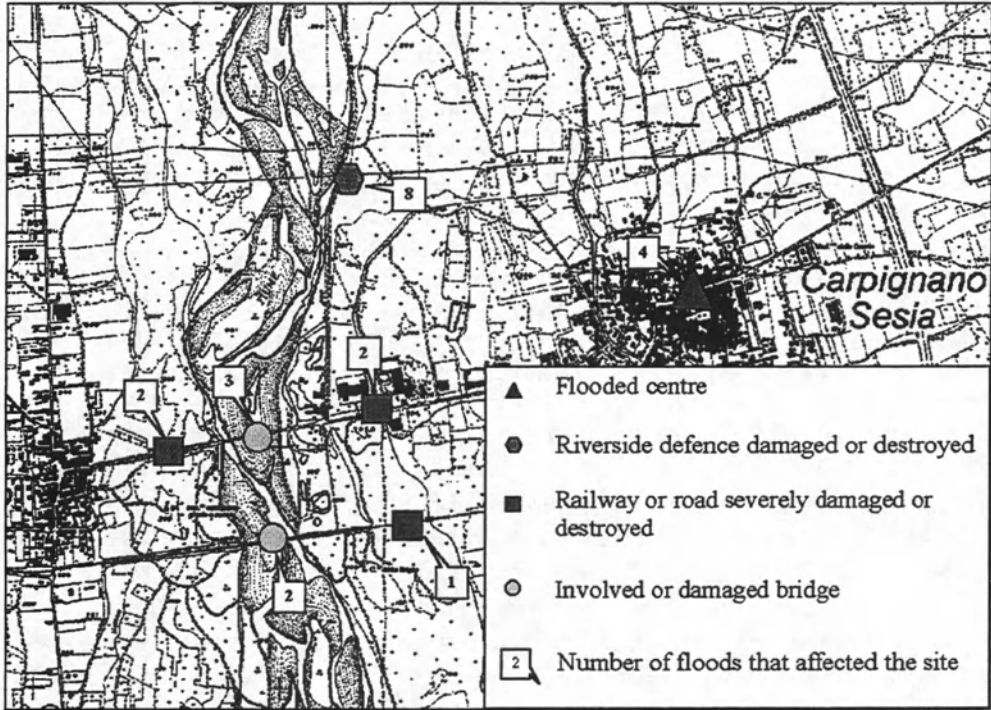 8
4
Carpignano
Sesia
2
3
2
1
2
Flooded centre
Riverside defence damaged or destroyed
Railway or road severely damaged or
destroyed
Involved or damaged bridge
2
Number of floods that affected the site